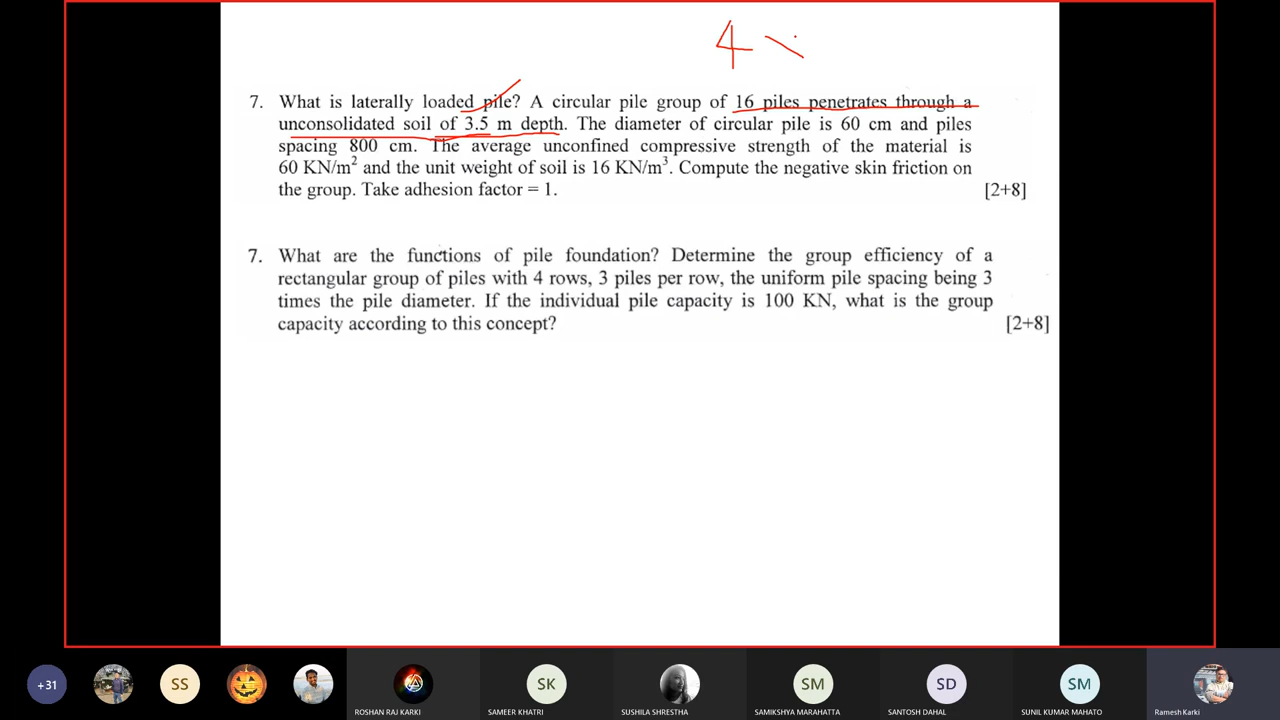 4 ×
7. What is laterally loaded pile? A circular pile group of 16 piles penetrates through a
unconsolidated soil of 3.5 m depth. The diameter of circular pile is 60 cm and piles
spacing 800 cm. The average unconfined compressive strength of the material is
60 KN/m² and the unit weight of soil is 16 KN/m³. Compute the negative skin friction on
the group. Take adhesion factor = 1.
[2+8]
7. What are the functions of pile foundation? Determine the group efficiency of a
rectangular group of piles with 4 rows, 3 piles per row, the uniform pile spacing being 3
times the pile diameter. If the individual pile capacity is 100 KN, what is the group
capacity according to this concept?
[2+8]
+31
SS
SK
SM
SD
SM
ROSHAN RAJ KARKI
SAMEER KHATRI
SUSHILA SHRESTHA
SAMIKSHYA MARAHATTA
SANTOSH DAHAL
SUNIL KUMAR MAHATO
Ramesh Karki